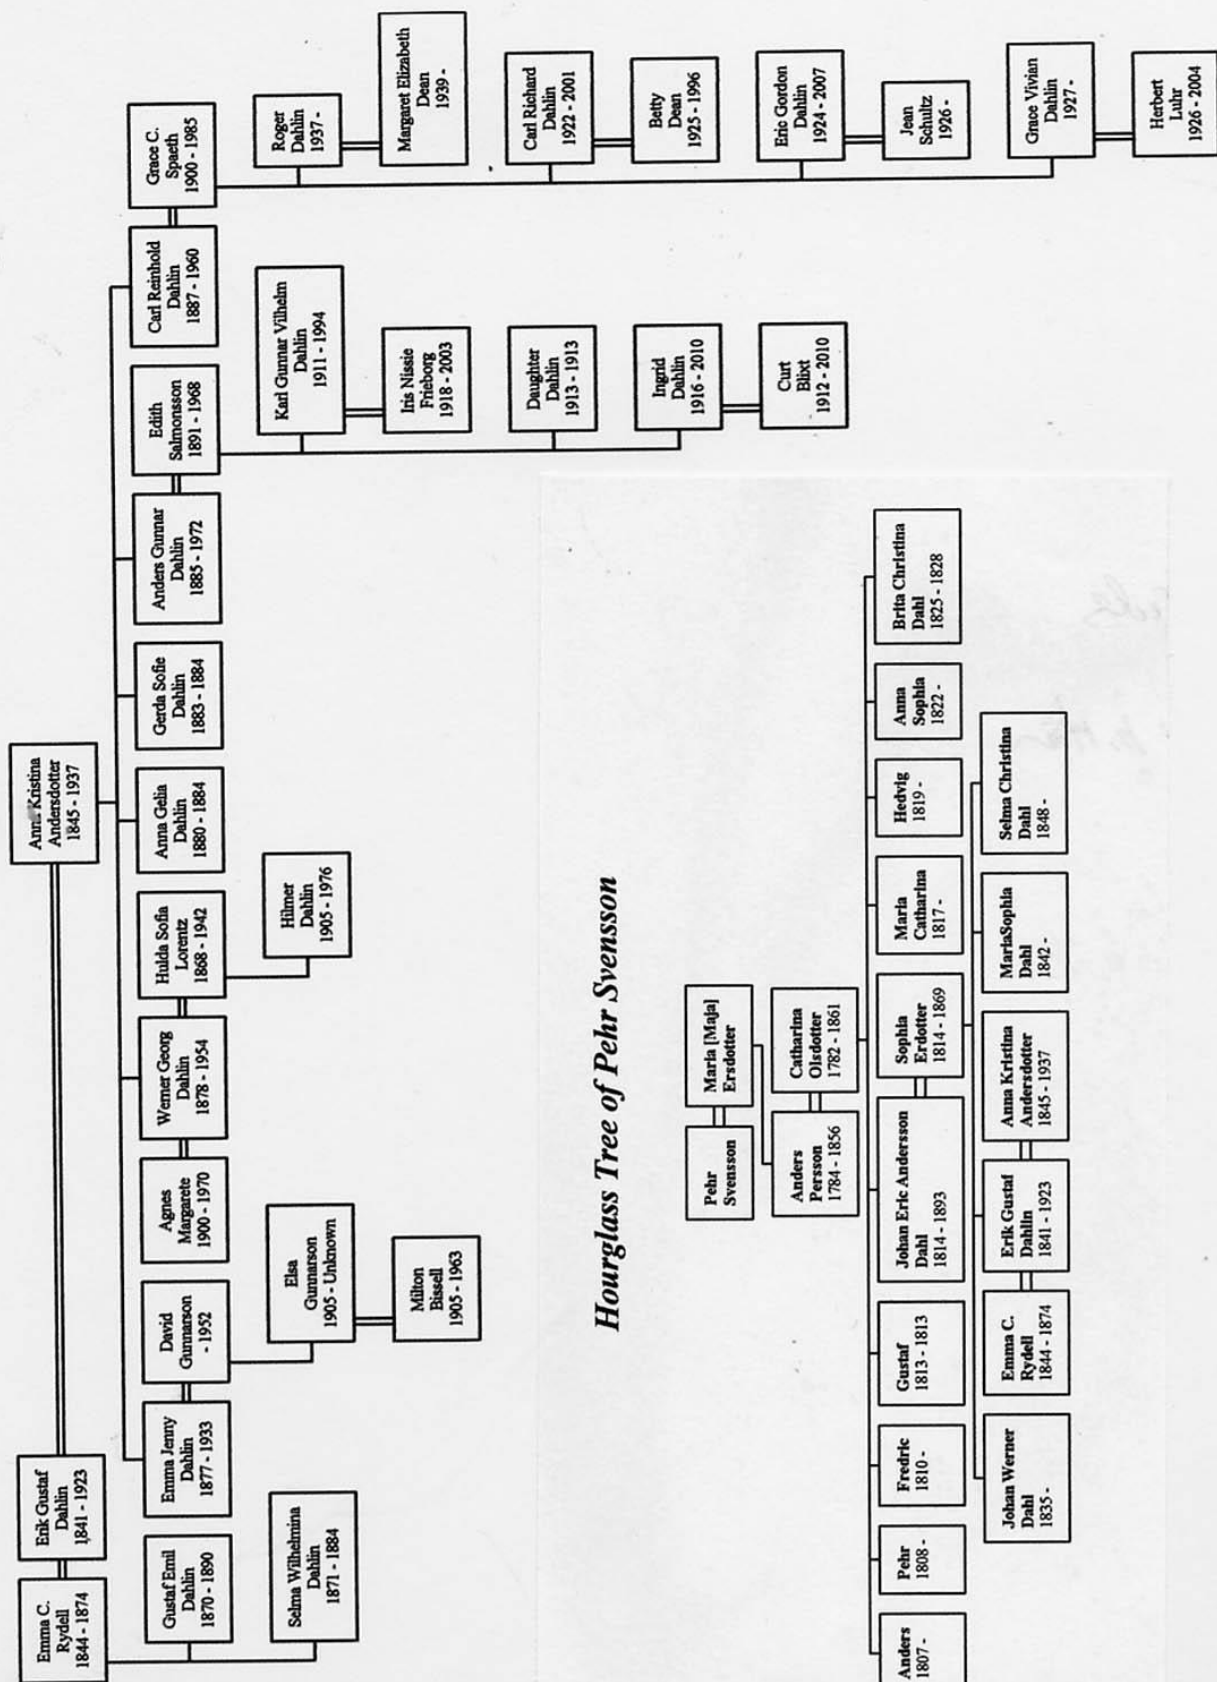 Emma C.
Rydell
1844 - 1874
Erik Gustaf
Dahlin
1841 - 1923
Anna Kristina
Andersdotter
1845 - 1937
Gustaf Emil
Dahlin
1870 - 1890
Selma Wilhelmina
Dahlin
1871 - 1884
Emma Jenny
Dahlin
1877 - 1933
David
Gunnarson
- 1952
Elsa
Gunnarson
1905 - Unknown
Milton
Bissell
1905 - 1963
Agnes
Margarete
1900 - 1970
Werner Georg
Dahlin
1878 - 1954
Hulda Sofia
Lorentz
1868 - 1942
Hilmer
Dahlin
1905 - 1976
Anna Gelia
Dahlin
1880 - 1884
Gerda Sofie
Dahlin
1883 - 1884
Anders Gunnar
Dahlin
1885 - 1972
Edith
Salmonsson
1891 - 1968
Karl Gunnar Vilhelm
Dahlin
1911 - 1994
Iris Nissie
Frieborg
1918 - 2003
Daughter
Dahlin
1913 - 1913
Ingrid
Dahlin
1916 - 2010
Curt
Blixt
1912 - 2010
Carl Reinhold
Dahlin
1887 - 1960
Grace C.
Spaeth
1900 - 1985
Roger
Dahlin
1937 -
Margaret Elizabeth
Dean
1939 -
Carl Richard
Dahlin
1922 - 2001
Betty
Dean
1925 - 1996
Eric Gordon
Dahlin
1924 - 2007
Jean
Schultz
1926 -
Grace Vivian
Dahlin
1927 -
Herbert
Luhr
1926 - 2004
Hourglass Tree of Pehr Svensson
Pehr
Svensson
Maria [Maja]
Ersdotter
Anders
Persson
1784 - 1856
Catharina
Olsdotter
1782 - 1861
Anders
1807 -
Pehr
1808 -
Fredric
1810 -
Gustaf
1813 - 1813
Johan Eric Andersson
Dahl
1814 - 1893
Sophia
Erdotter
1814 - 1869
Maria
Catharina
1817 -
Hedvig
1819 -
Anna
Sophia
1822 -
Brita Christina
Dahl
1825 - 1828
Johan Werner
Dahl
1835 -
Emma C.
Rydell
1844 - 1874
Erik Gustaf
Dahlin
1841 - 1923
Anna Kristina
Andersdotter
1845 - 1937
MariaSophia
Dahl
1842 -
Selma Christina
Dahl
1848 -